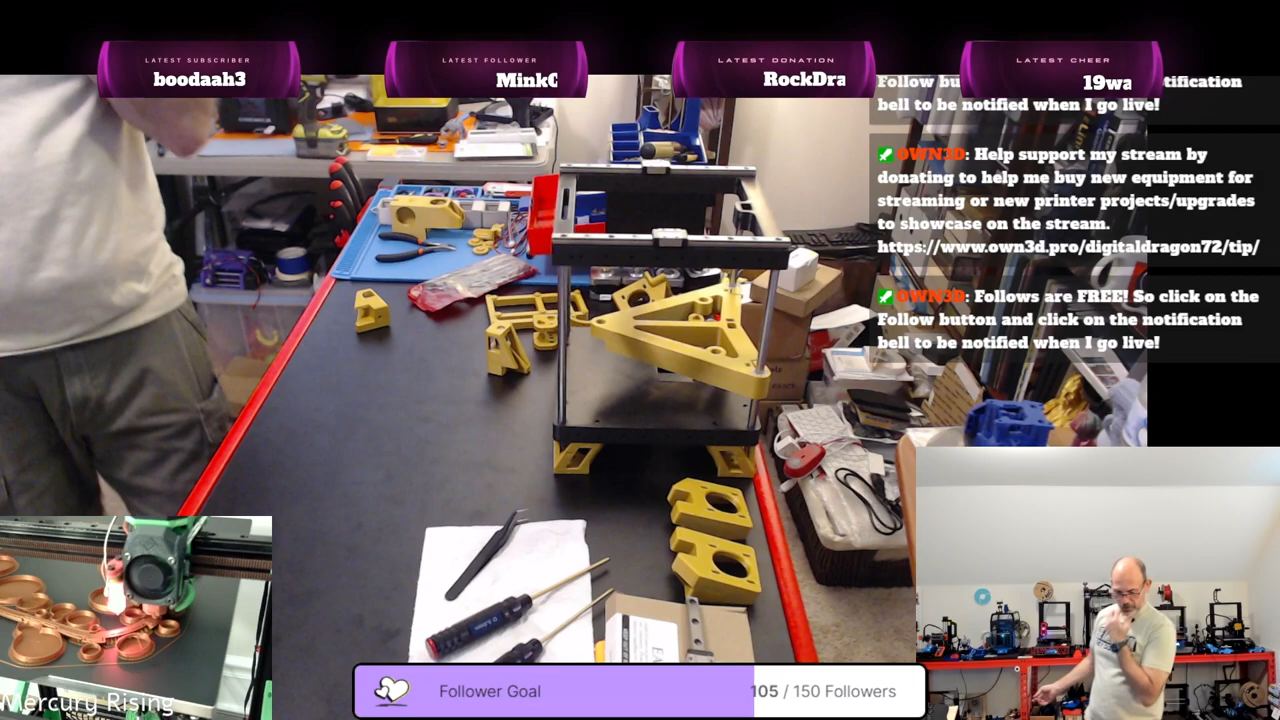 LATEST SUBSCRIBER
boodaah3
LATEST FOLLOWER
MinkC
LATEST DONATION
RockDra
LATEST CHEER
19wa
Follow bu tification
bell to be notified when I go live!
OWN3D: Help support my stream by
donating to help me buy new equipment for
streaming or new printer projects/upgrades
to showcase on the stream.
https://www.own3d.pro/digitaldragon72/tip/
OWN3D: Follows are FREE! So click on the
Follow button and click on the notification
bell to be notified when I go live!
Mercury Rising
Follower Goal
105 / 150 Followers